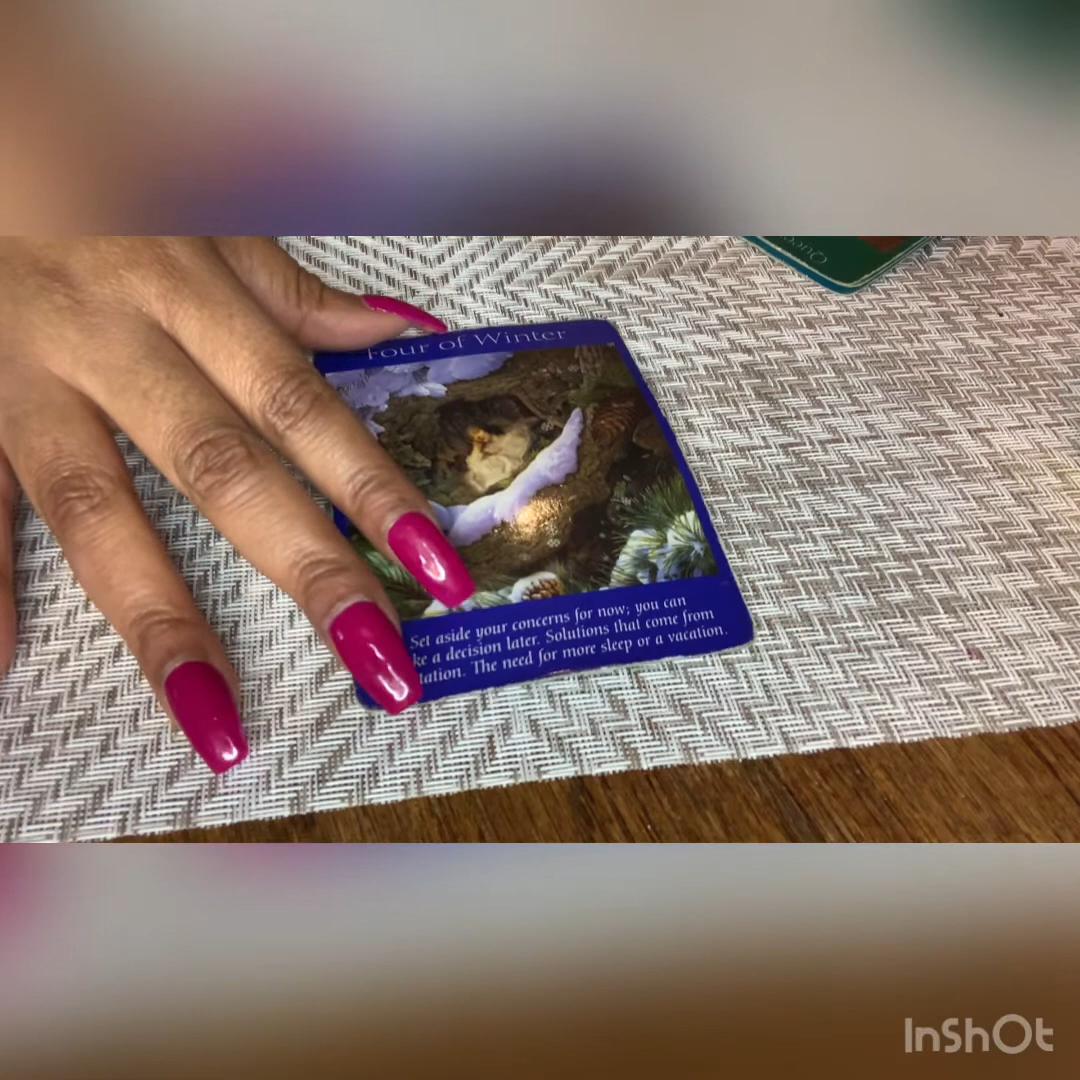 Four of Winter
Set aside your concerns for now; you can
ke a decision later. Solutions that come from
tation. The need for more sleep or a vacation.
InShOt